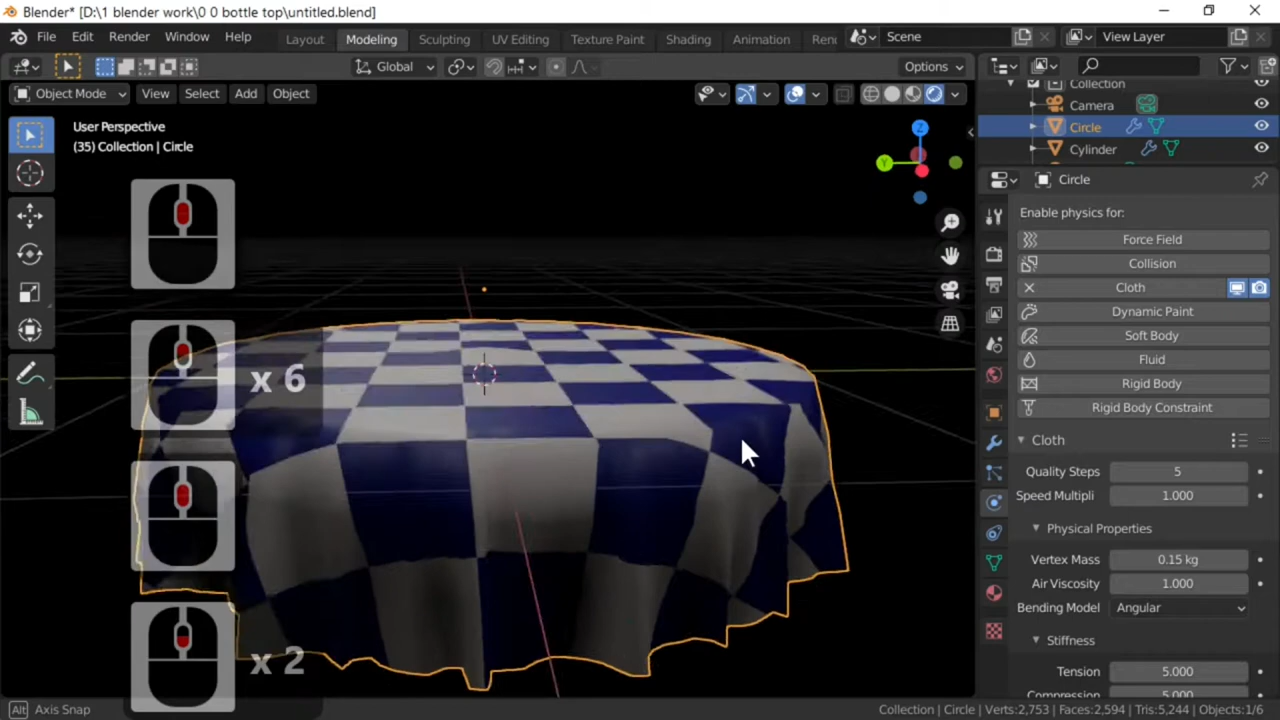 Blender* [D:\1 blender work\0 0 bottle top\untitled.blend]
File Edit Render Window Help Layout Modeling Sculpting UV Editing Texture Paint Shading Animation Scene View Layer
Global Options
Object Mode View Select Add Object
Collection
Camera
Circle
Cylinder
User Perspective
(35) Collection | Circle
Z
Y
x 6
x 2
Circle
Enable physics for:
Force Field
Collision
Cloth
Dynamic Paint
Soft Body
Fluid
Rigid Body
Rigid Body Constraint
Cloth
Quality Steps 5
Speed Multipli 1.000
Physical Properties
Vertex Mass 0.15 kg
Air Viscosity 1.000
Bending Model Angular
Stiffness
Tension 5.000
Compression 5.000
Alt Axis Snap
Collection | Circle | Verts:2,753 | Faces:2,594 | Tris:5,244 | Objects:1/6